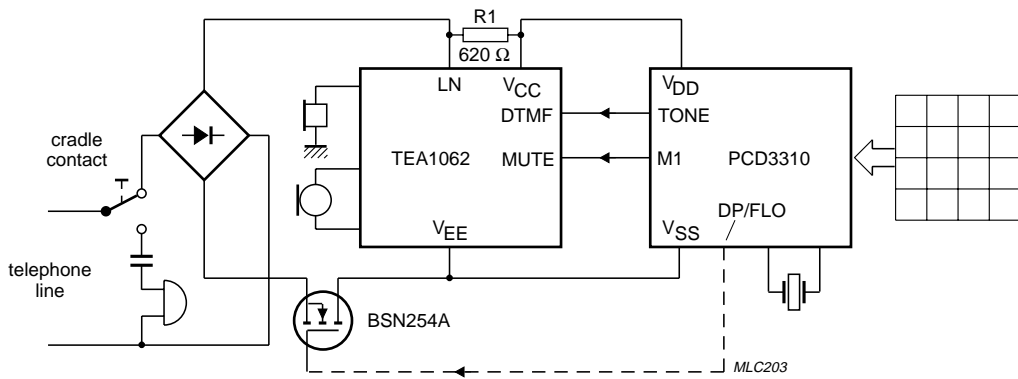 R1
620 Ω
LN
VCC
VDD
DTMF
TONE
cradle
contact
TEA1062
MUTE
M1
PCD3310
DP/FLO
VEE
VSS
telephone
line
BSN254A
MLC203